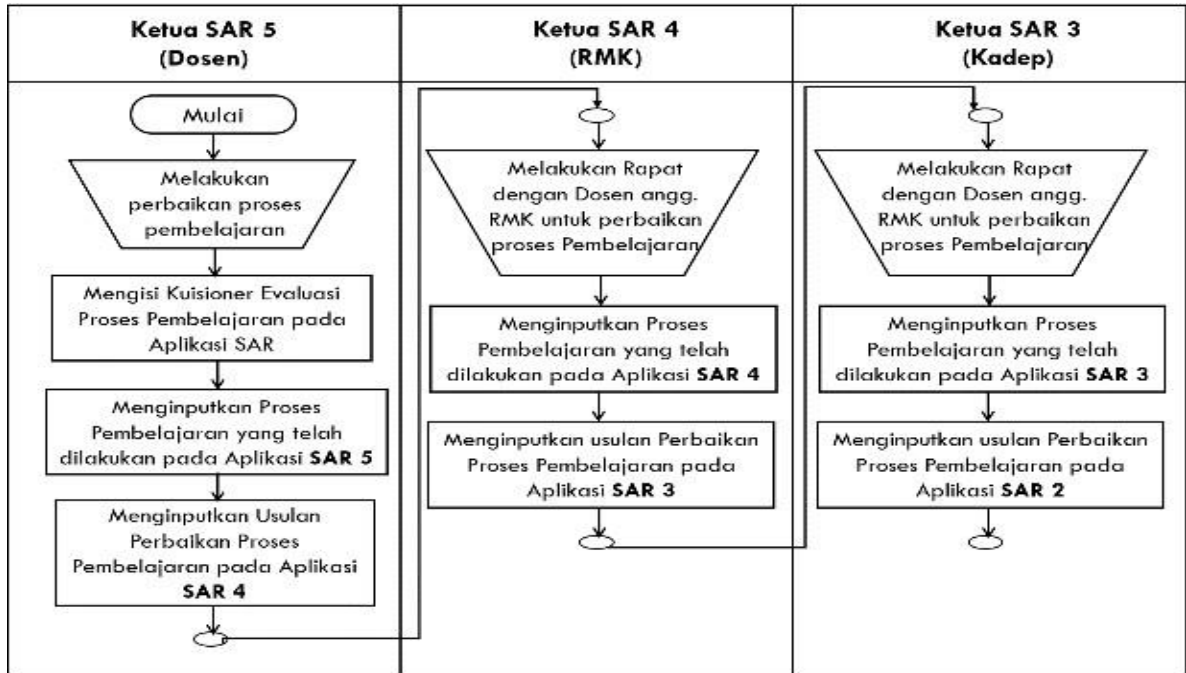 Ketua SAR 5
(Dosen)
Mulai
Melakukan
perbaikan proses
pembelajaran
Mengisi Kuisioner Evaluasi
Proses Pembelajaran pada
Aplikasi SAR
Menginputkan Proses
Pembelajaran yang telah
dilakukan pada Aplikasi SAR 5
Menginputkan Usulan
Perbaikan Proses
Pembelajaran pada Aplikasi
SAR 4
Ketua SAR 4
(RMK)
Melakukan Rapat
dengan Dosen angg.
RMK untuk perbaikan
proses Pembelajaran
Menginputkan Proses
Pembelajaran yang telah
dilakukan pada Aplikasi SAR 4
Menginputkan usulan Perbaikan
Proses Pembelajaran pada
Aplikasi SAR 3
Ketua SAR 3
(Kadep)
Melakukan Rapat
dengan Dosen angg.
RMK untuk perbaikan
proses Pembelajaran
Menginputkan Proses
Pembelajaran yang telah
dilakukan pada Aplikasi SAR 3
Menginputkan usulan Perbaikan
Proses Pembelajaran pada
Aplikasi SAR 2